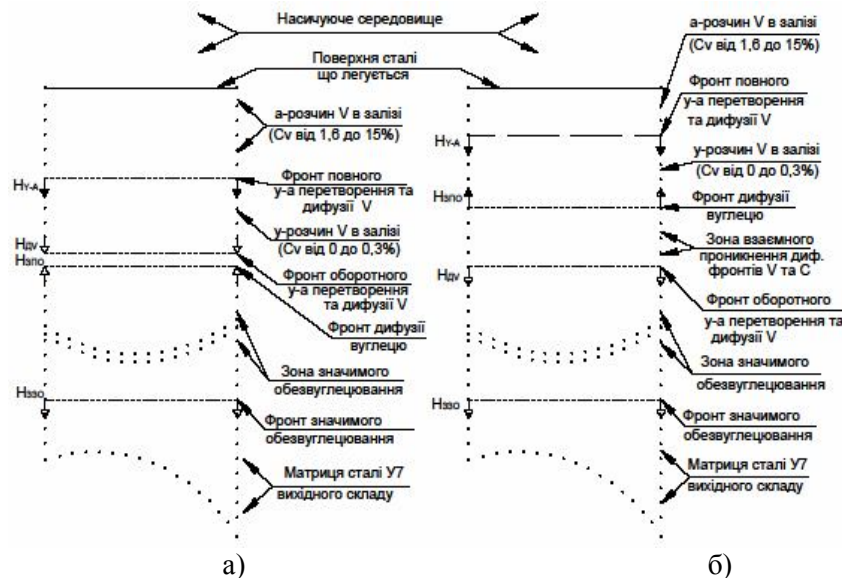 Насичуюче середовище
Поверхня сталі
що легується
а-розчин V в залізі
(Cv від 1,6 до 15%)
HY-A
Фронт повного
у-а перетворення та
дифузії V
у-розчин V в залізі
(Cv від 0 до 0,3%)
HДV
HЗПО
Фронт оборотного
у-а перетворення
та дифузії V
Фронт дифузії
вуглецю
Зона значимого
обезвуглецювання
HЗЗО
Фронт значимого
обезвуглецювання
Матриця сталі У7
вихідного складу
а)
а-розчин V в залізі
(Cv від 1,6 до 15%)
Фронт повного
у-а перетворення
та дифузії V
HY-A
у-розчин V в залізі
(Cv від 0 до 0,3%)
HЗПО
Фронт дифузії
вуглецю
Зона взаємного
проникнення диф.
фронтів V та С
HДV
Фронт оборотного
у-а перетворення та
дифузії V
Зона значимого
обезвуглецювання
HЗЗО
Фронт значимого
обезвуглецювання
Матриця сталі У7
вихідного складу
б)